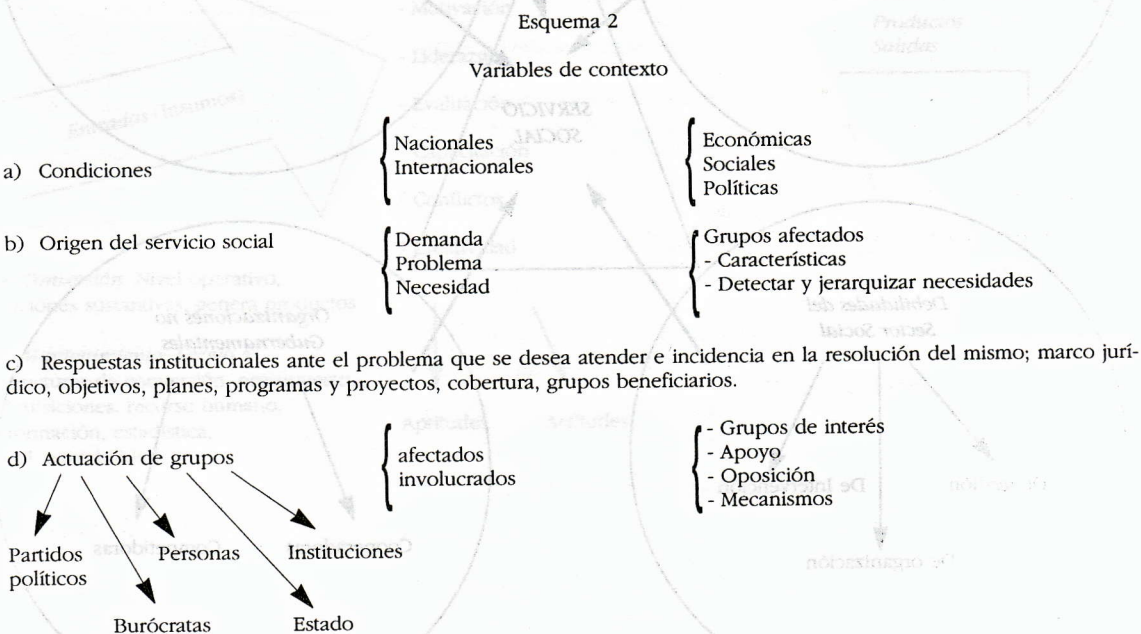 Esquema 2
Variables de contexto
a) Condiciones
Nacionales
Internacionales
Económicas
Sociales
Políticas
b) Origen del servicio social
Demanda
Problema
Necesidad
Grupos afectados
- Características
- Detectar y jerarquizar necesidades
c) Respuestas institucionales ante el problema que se desea atender e incidencia en la resolución del mismo; marco jurí-
dico, objetivos, planes, programas y proyectos, cobertura, grupos beneficiarios.
d) Actuación de grupos
afectados
involucrados
- Grupos de interés
- Apoyo
- Oposición
- Mecanismos
Partidos
políticos
Personas
Instituciones
Burócratas
Estado